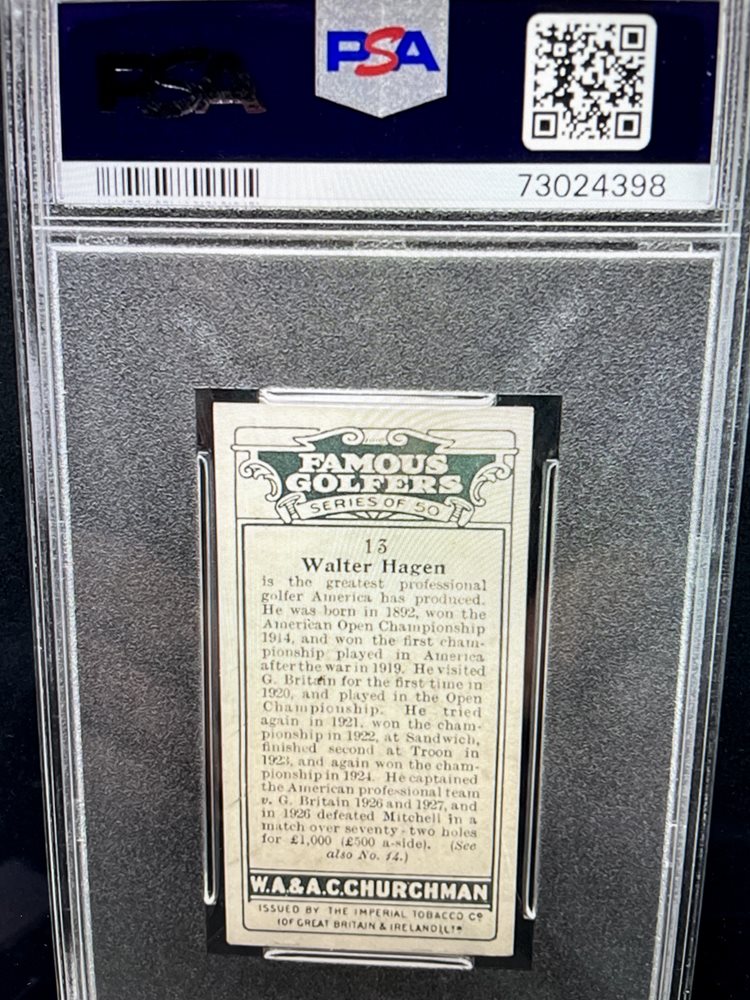 PSA
PSA
73024398
FAMOUS
GOLFERS
SERIES OF 50
13
Walter Hagen
is the greatest professional
golfer America has produced.
He was born in 1892, won the
American Open Championship
1914, and won the first cham-
pionship played in America
after the war in 1919. He visited
G. Britain for the first time in
1920, and played in the Open
Championship. He tried
again in 1921, won the cham-
pionship in 1922, at Sandwich,
finished second at Troon in
1923, and again won the cham-
pionship in 1924. He captained
the American professional team
v. G. Britain 1926 and 1927, and
in 1926 defeated Mitchell in a
match over seventy-two holes
for £1,000 (£500 a-side). (See
also No. 14.)
W.A.& A.C.CHURCHMAN
ISSUED BY THE IMPERIAL TOBACCO Cº
(OF GREAT BRITAIN & IRELAND) Lᵀᴰ